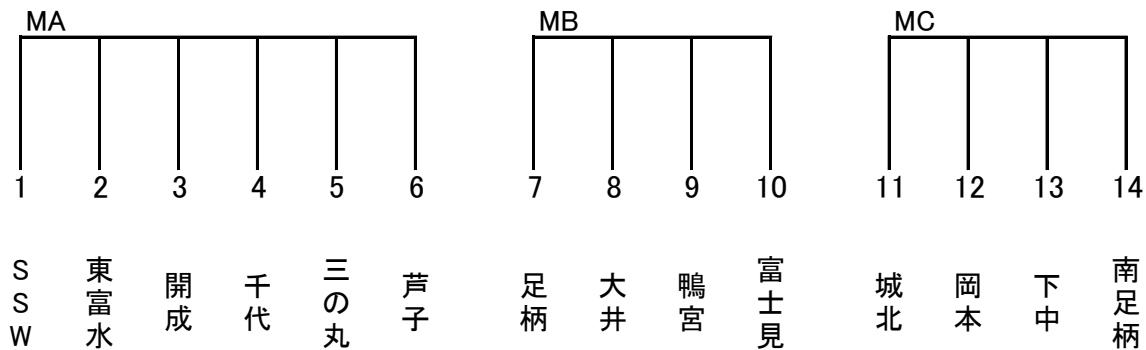 MA MB MC
1 2 3 4 5 6 7 8 9 10 11 12 13 14
SSW
東富水
開成
千代
三の丸
芦子
足柄
大井
鴨宮
富士見
城北
岡本
下中
南足柄